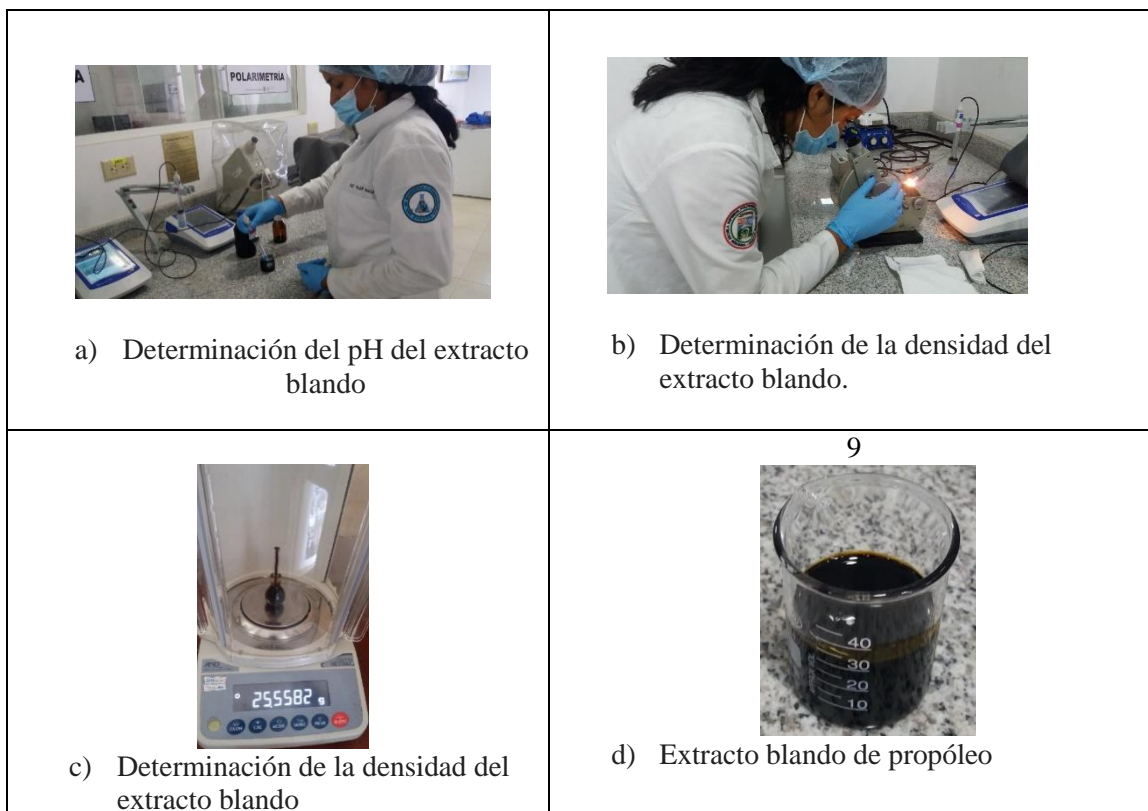 A
POLARIMETRÍA
a) Determinación del pH del extracto
blando
b) Determinación de la densidad del
extracto blando.
25.5582 g
c) Determinación de la densidad del
extracto blando
9
40
30
20
10
d) Extracto blando de propóleo